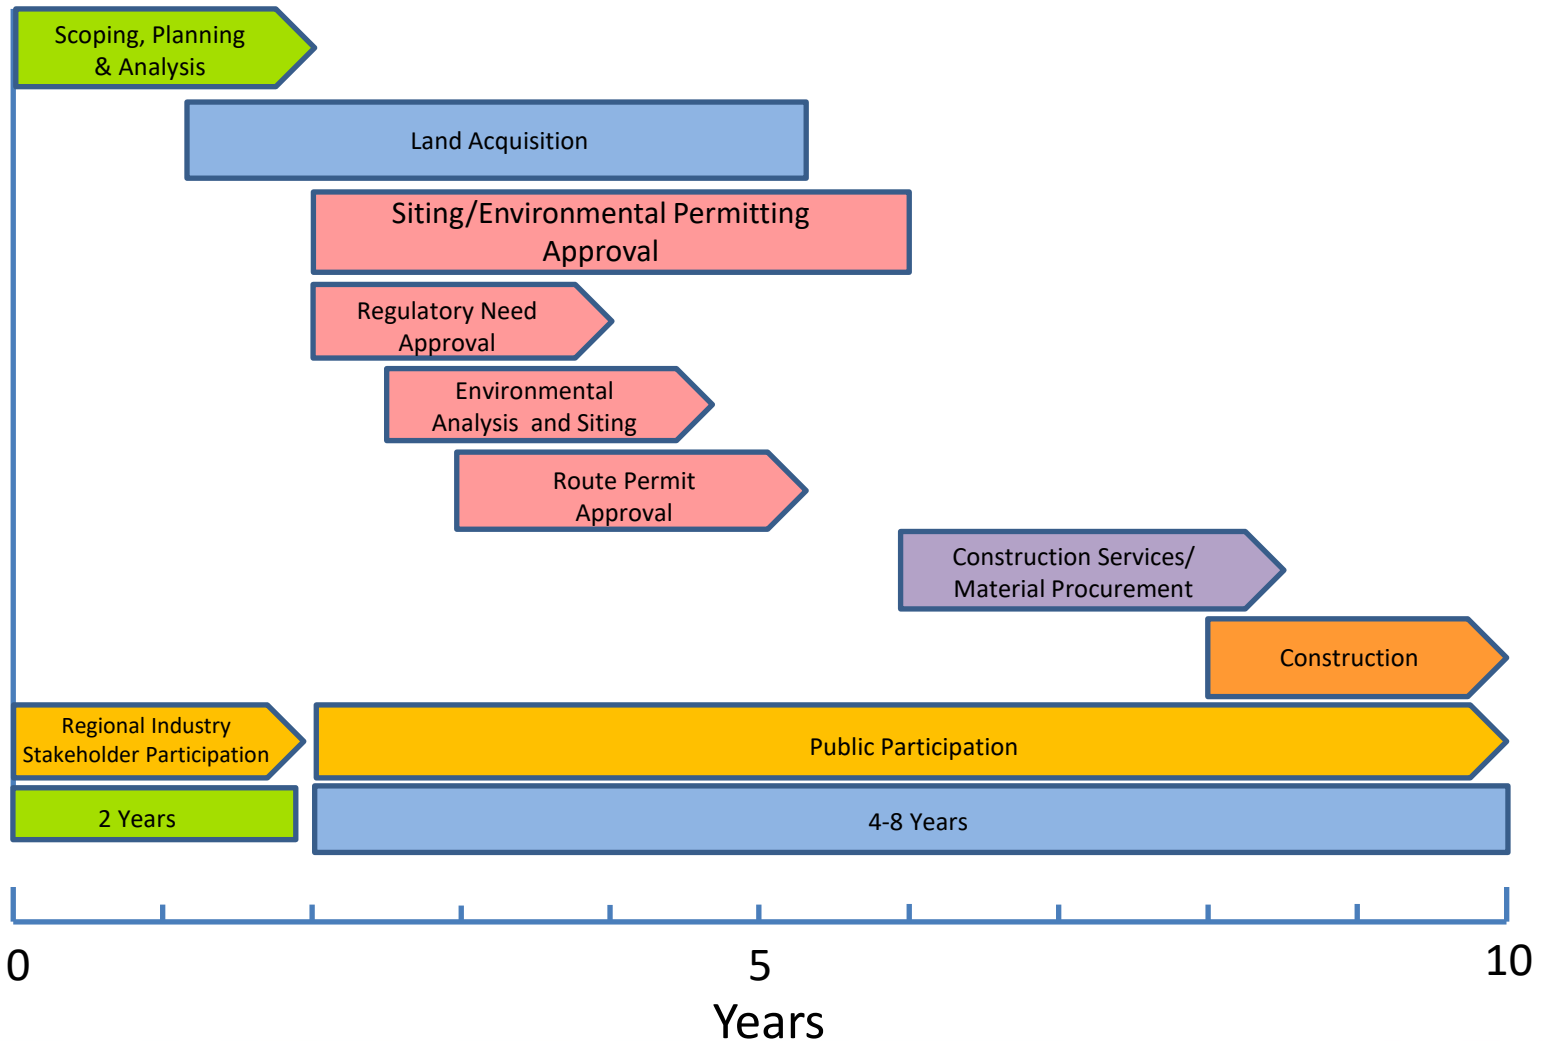 Scoping, Planning
& Analysis
Land Acquisition
Siting/Environmental Permitting
Approval
Regulatory Need
Approval
Environmental
Analysis and Siting
Route Permit
Approval
Construction Services/
Material Procurement
Construction
Regional Industry
Stakeholder Participation
Public Participation
2 Years
4-8 Years
0
5
10
Years